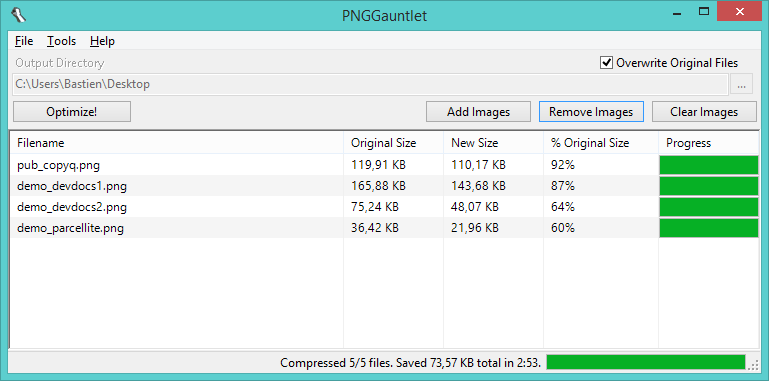 PNGGauntlet
File Tools Help
Output Directory
Overwrite Original Files
C:\Users\Bastien\Desktop ...
Optimize! Add Images Remove Images Clear Images
Filename Original Size New Size % Original Size Progress
pub_copyq.png 119,91 KB 110,17 KB 92%
demo_devdocs1.png 165,88 KB 143,68 KB 87%
demo_devdocs2.png 75,24 KB 48,07 KB 64%
demo_parcellite.png 36,42 KB 21,96 KB 60%
Compressed 5/5 files. Saved 73,57 KB total in 2:53.